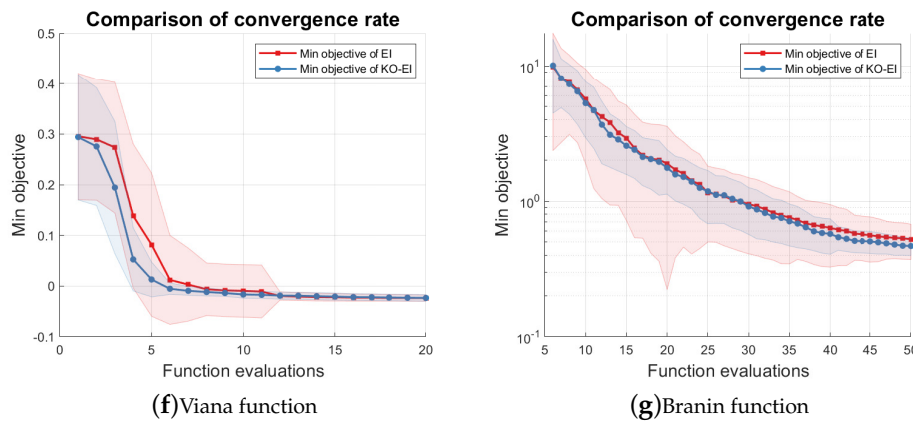 Comparison of convergence rate
Min objective of EI
Min objective of KO-EI
Min objective
0.5
0.4
0.3
0.2
0.1
0
-0.1
0
5
10
15
20
Function evaluations
(f)Viana function
Comparison of convergence rate
Min objective of EI
Min objective of KO-EI
Min objective
10^1
10^0
10^-1
5
10
15
20
25
30
35
40
45
50
Function evaluations
(g)Branin function